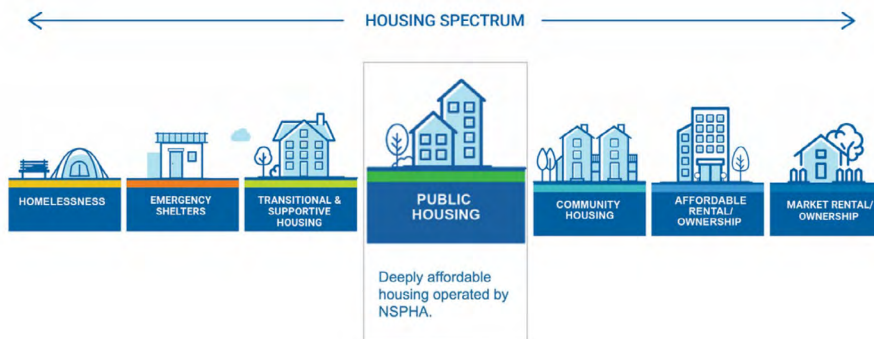 HOUSING SPECTRUM
HOMELESSNESS
EMERGENCY
SHELTERS
TRANSITIONAL &
SUPPORTIVE
HOUSING
PUBLIC
HOUSING
Deeply affordable
housing operated by
NSPHA.
COMMUNITY
HOUSING
AFFORDABLE
RENTAL/
OWNERSHIP
MARKET RENTAL/
OWNERSHIP